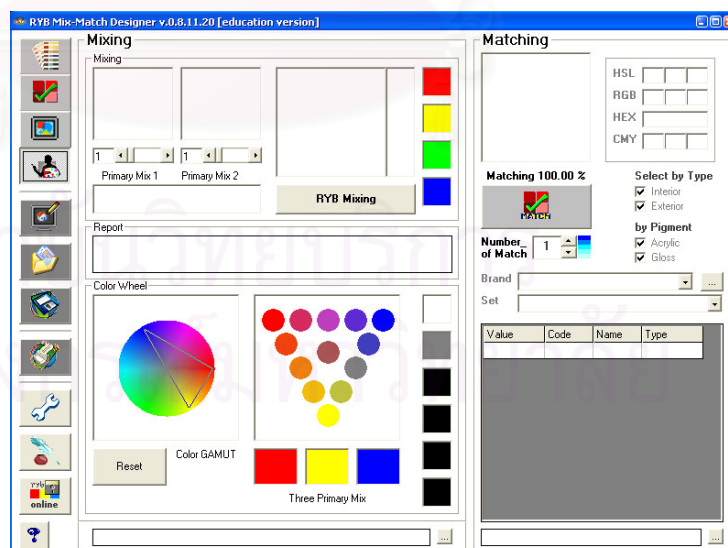 RYB Mix-Match Designer v.0.8.11.20 [education version]
Mixing
Mixing
1
1
Primary Mix 1
Primary Mix 2
RYB Mixing
Report
Color Wheel
Reset
Color GAMUT
Three Primary Mix
online
Matching
HSL
RGB
HEX
CMY
Matching 100.00 %
MATCH
Select by Type
Interior
Exterior
by Pigment
Acrylic
Gloss
Number_
of Match
1
Brand
...
Set
Value Code Name Type
...
...